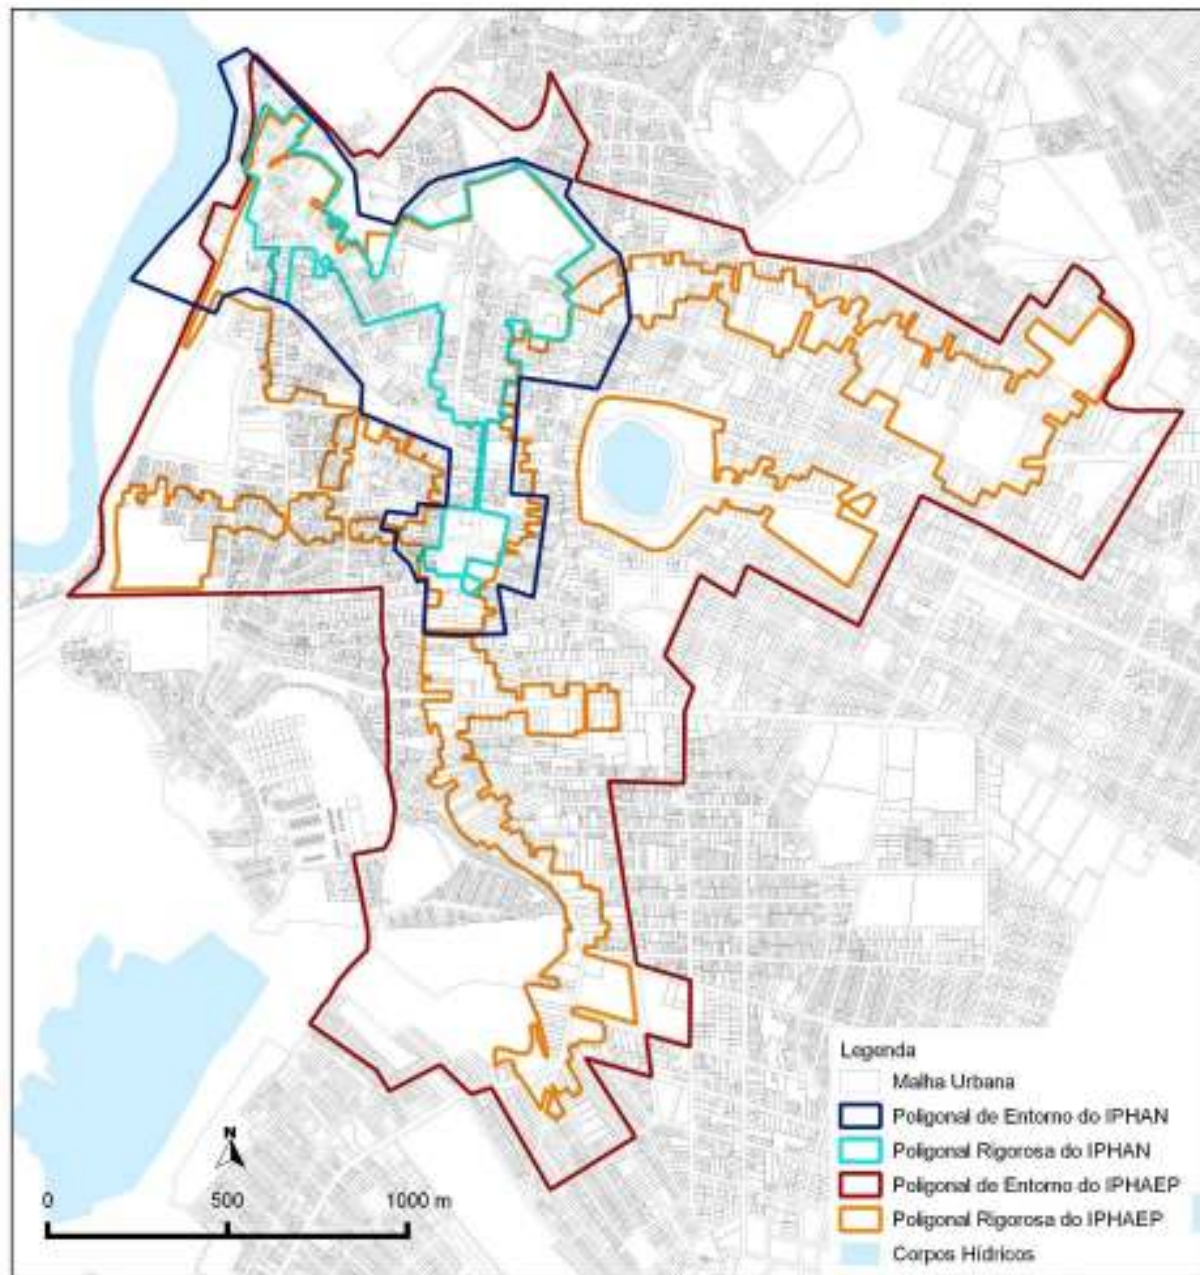 Legenda
Malha Urbana
Poligonal de Entorno do IPHAN
Poligonal Rigorosa do IPHAN
Poligonal de Entorno do IPHAEP
Poligonal Rigorosa do IPHAEP
Corpos Hídricos
N
0 500 1000 m